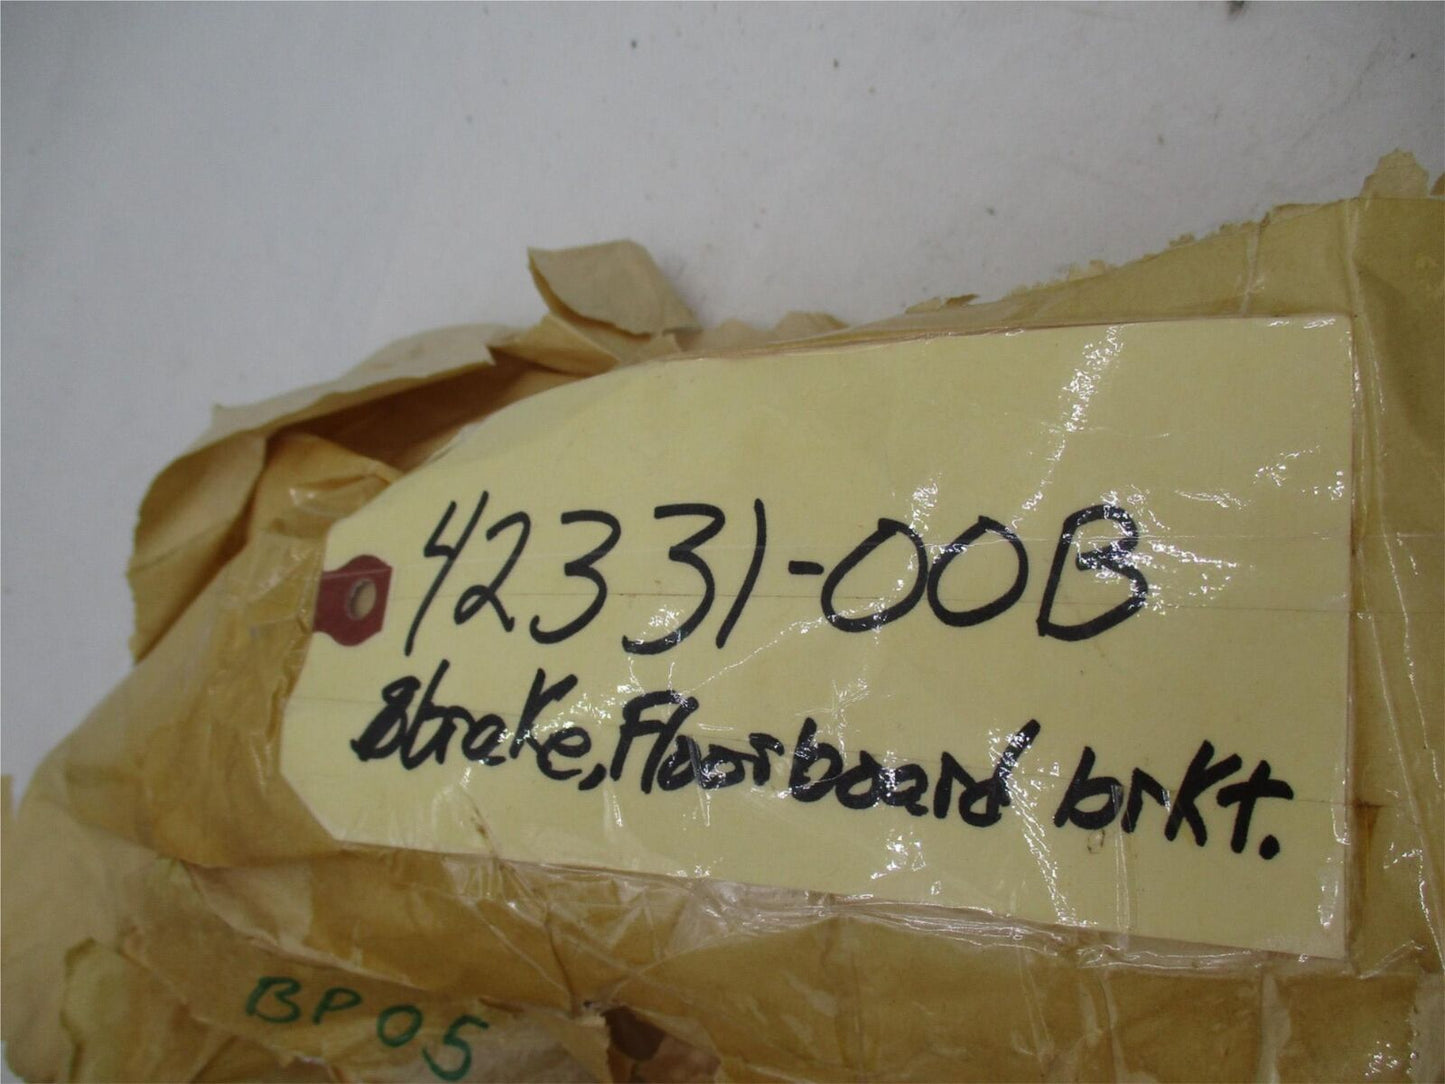 42331-00B
brake, Floorboard brkt.
BP05